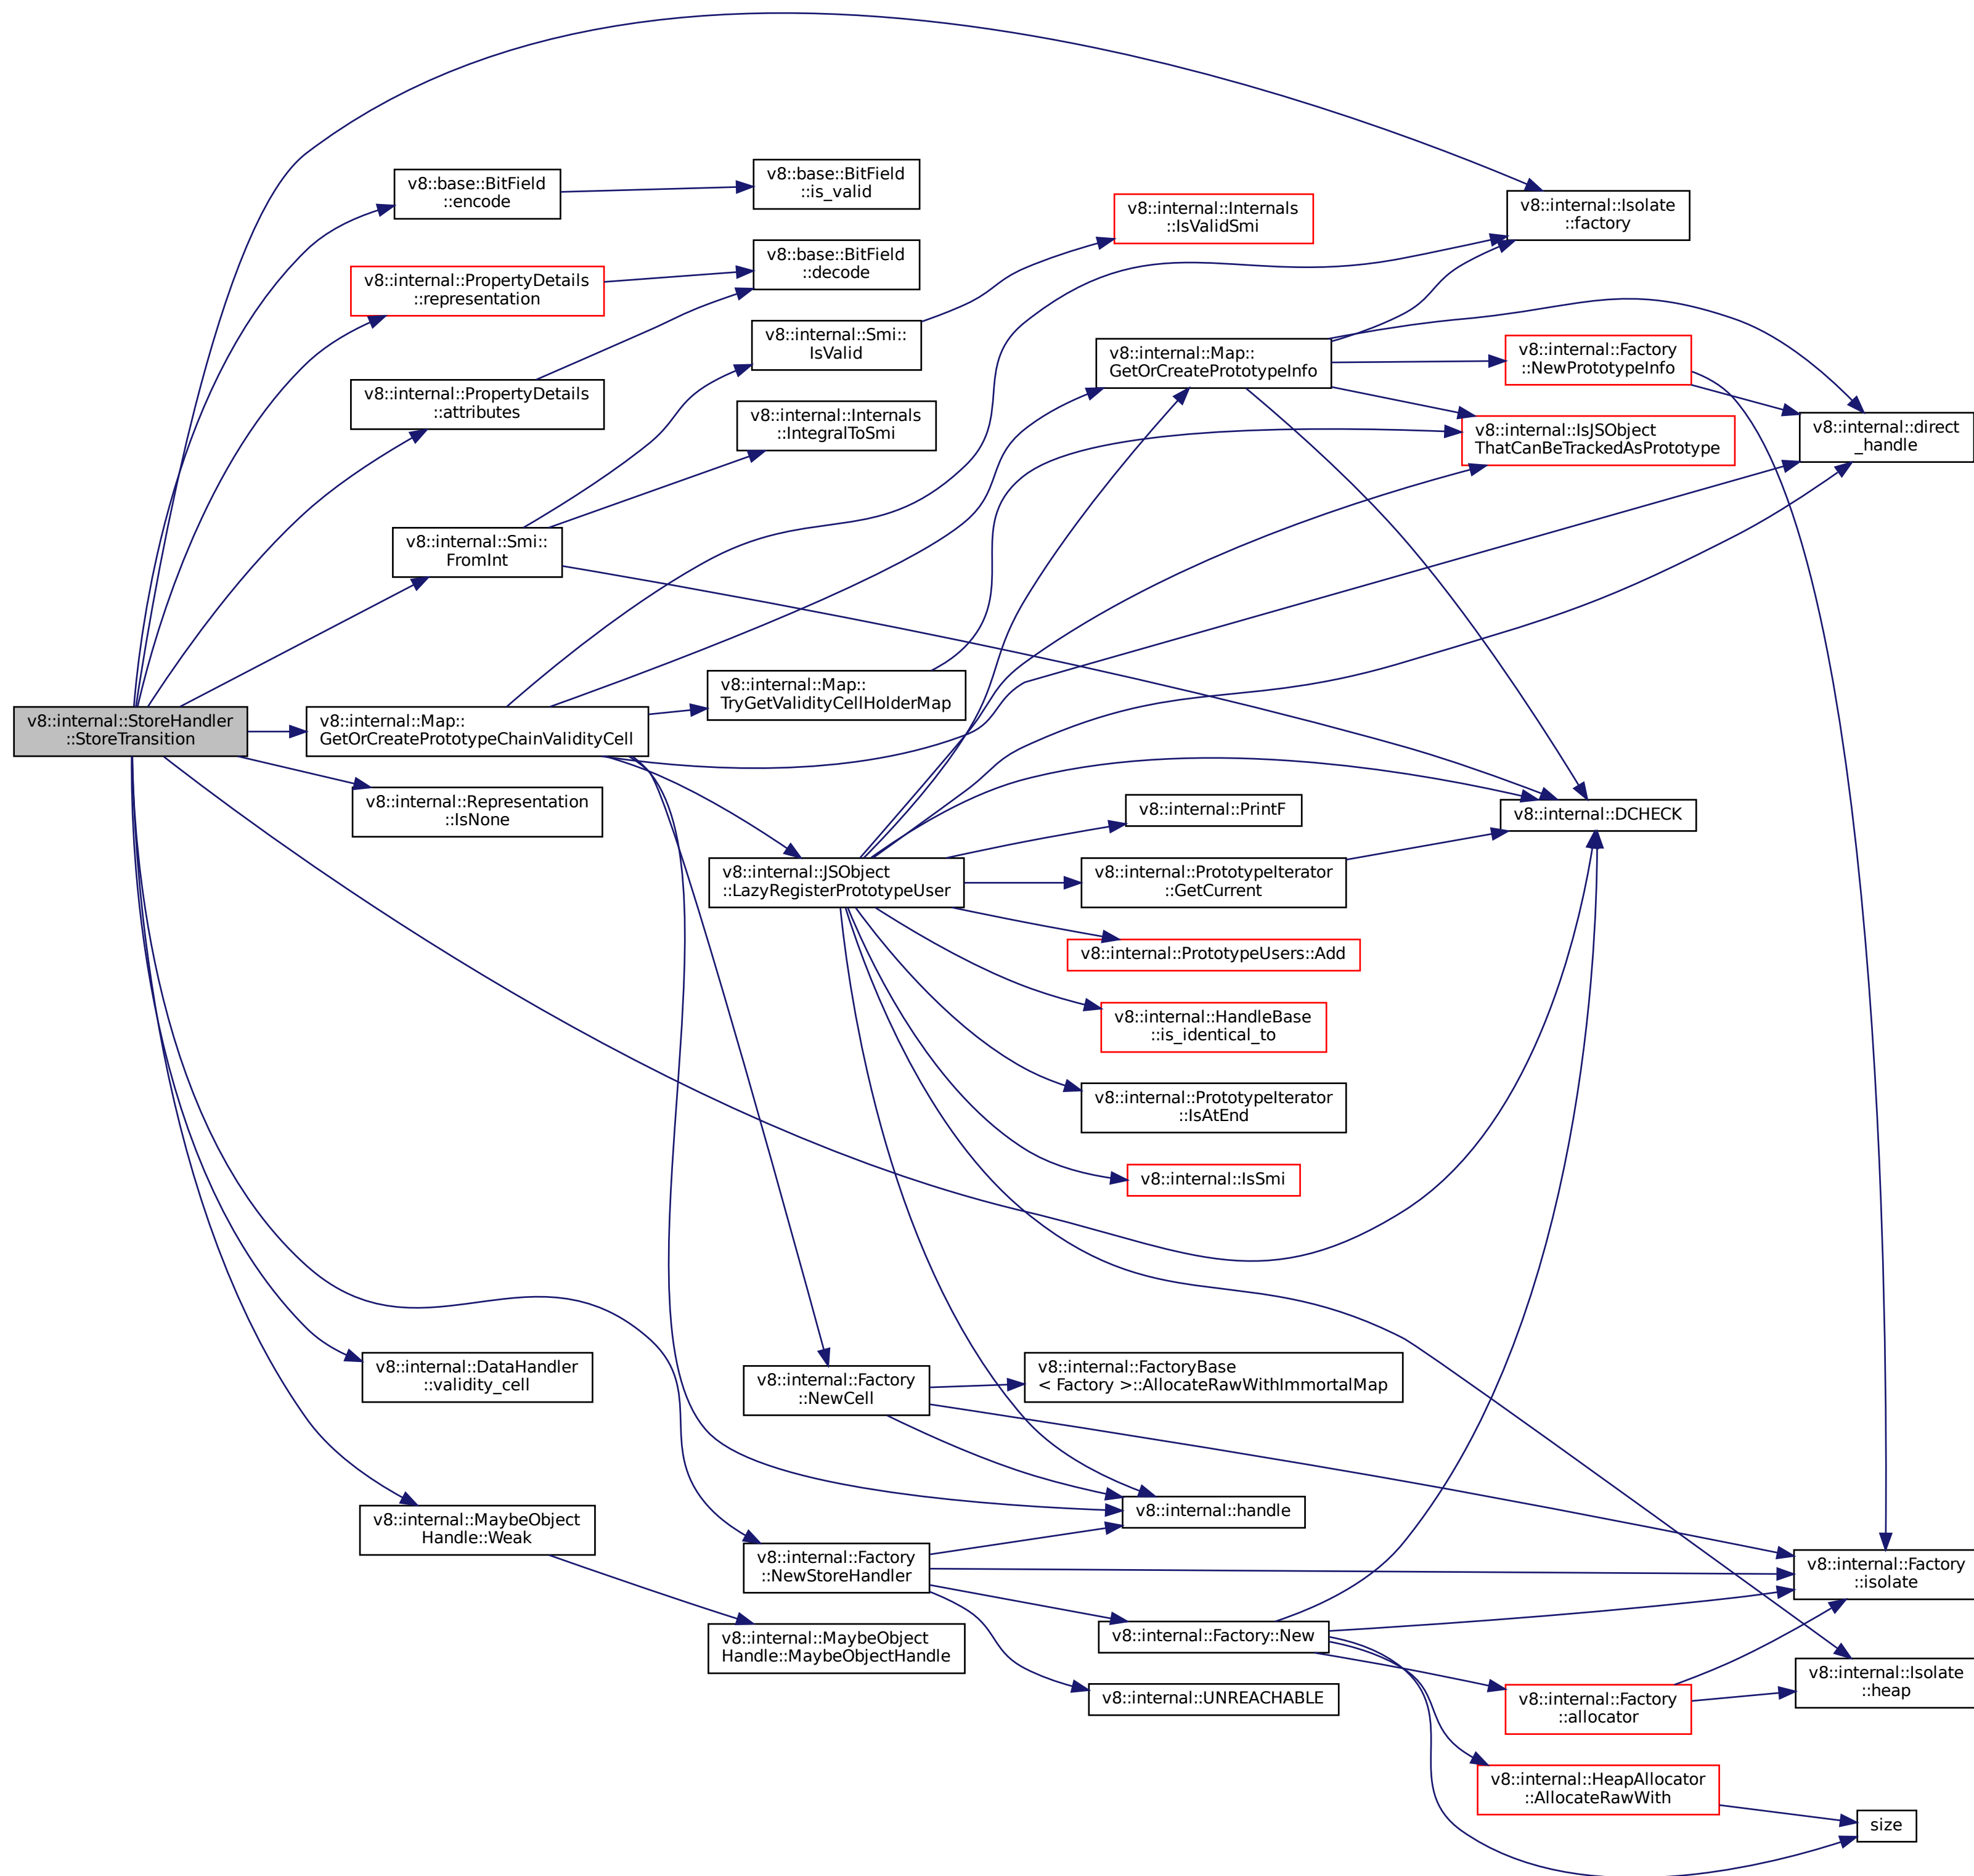 v8::internal::StoreHandler
::StoreTransition
v8::base::BitField
::encode
v8::internal::PropertyDetails
::representation
v8::internal::PropertyDetails
::attributes
v8::internal::Smi::
FromInt
v8::internal::Map::
GetOrCreatePrototypeChainValidityCell
v8::internal::Representation
::IsNone
v8::internal::DataHandler
::validity_cell
v8::internal::MaybeObject
Handle::Weak
v8::base::BitField
::is_valid
v8::base::BitField
::decode
v8::internal::Smi::
IsValid
v8::internal::Internals
::IntegralToSmi
v8::internal::Map::
TryGetValidityCellHolderMap
v8::internal::JSObject
::LazyRegisterPrototypeUser
v8::internal::Factory
::NewCell
v8::internal::Factory
::NewStoreHandler
v8::internal::MaybeObject
Handle::MaybeObjectHandle
v8::internal::Internals
::IsValidSmi
v8::internal::Map::
GetOrCreatePrototypeInfo
v8::internal::PrintF
v8::internal::PrototypeIterator
::GetCurrent
v8::internal::PrototypeUsers::Add
v8::internal::HandleBase
::is_identical_to
v8::internal::PrototypeIterator
::IsAtEnd
v8::internal::IsSmi
v8::internal::FactoryBase
< Factory >::AllocateRawWithImmortalMap
v8::internal::handle
v8::internal::Factory::New
v8::internal::UNREACHABLE
v8::internal::Isolate
::factory
v8::internal::Factory
::NewPrototypeInfo
v8::internal::IsJSObject
ThatCanBeTrackedAsPrototype
v8::internal::DCHECK
v8::internal::Factory
::allocator
v8::internal::HeapAllocator
::AllocateRawWith
v8::internal::direct
_handle
v8::internal::Factory
::isolate
v8::internal::Isolate
::heap
size